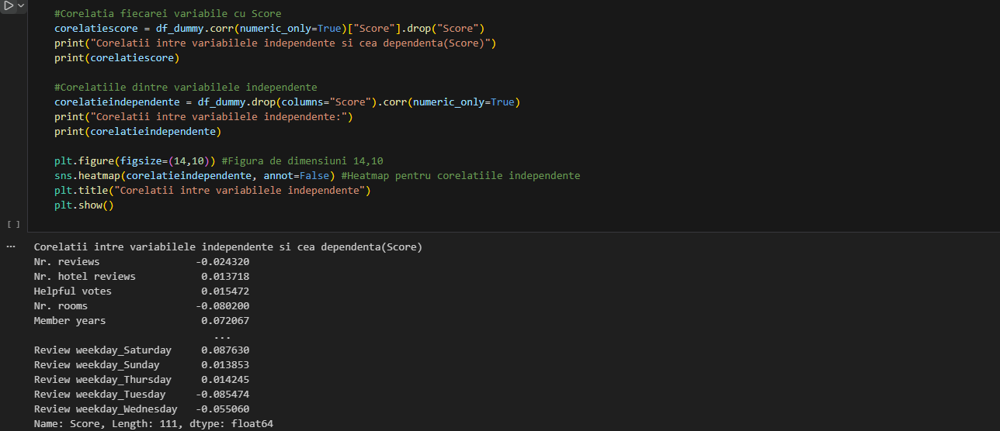 #Corelatia fiecarei variabile cu Score
corelatiescore = df_dummy.corr(numeric_only=True)["Score"].drop("Score")
print("Corelatii intre variabilele independente si cea dependenta(Score)")
print(corelatiescore)
#Corelatiile dintre variabilele independente
corelatieindependente = df_dummy.drop(columns="Score").corr(numeric_only=True)
print("Corelatii intre variabilele independente:")
print(corelatieindependente)
plt.figure(figsize=(14,10)) #Figura de dimensiuni 14,10
sns.heatmap(corelatieindependente, annot=False) #Heatmap pentru corelatiile independente
plt.title("Corelatii intre variabilele independente")
plt.show()
[ ]
...
Corelatii intre variabilele independente si cea dependenta(Score)
Nr. reviews -0.024320
Nr. hotel reviews 0.013718
Helpful votes 0.015472
Nr. rooms -0.080200
Member years 0.072067
...
Review weekday_Saturday 0.087630
Review weekday_Sunday 0.013853
Review weekday_Thursday 0.014245
Review weekday_Tuesday -0.085474
Review weekday_Wednesday -0.055060
Name: Score, Length: 111, dtype: float64